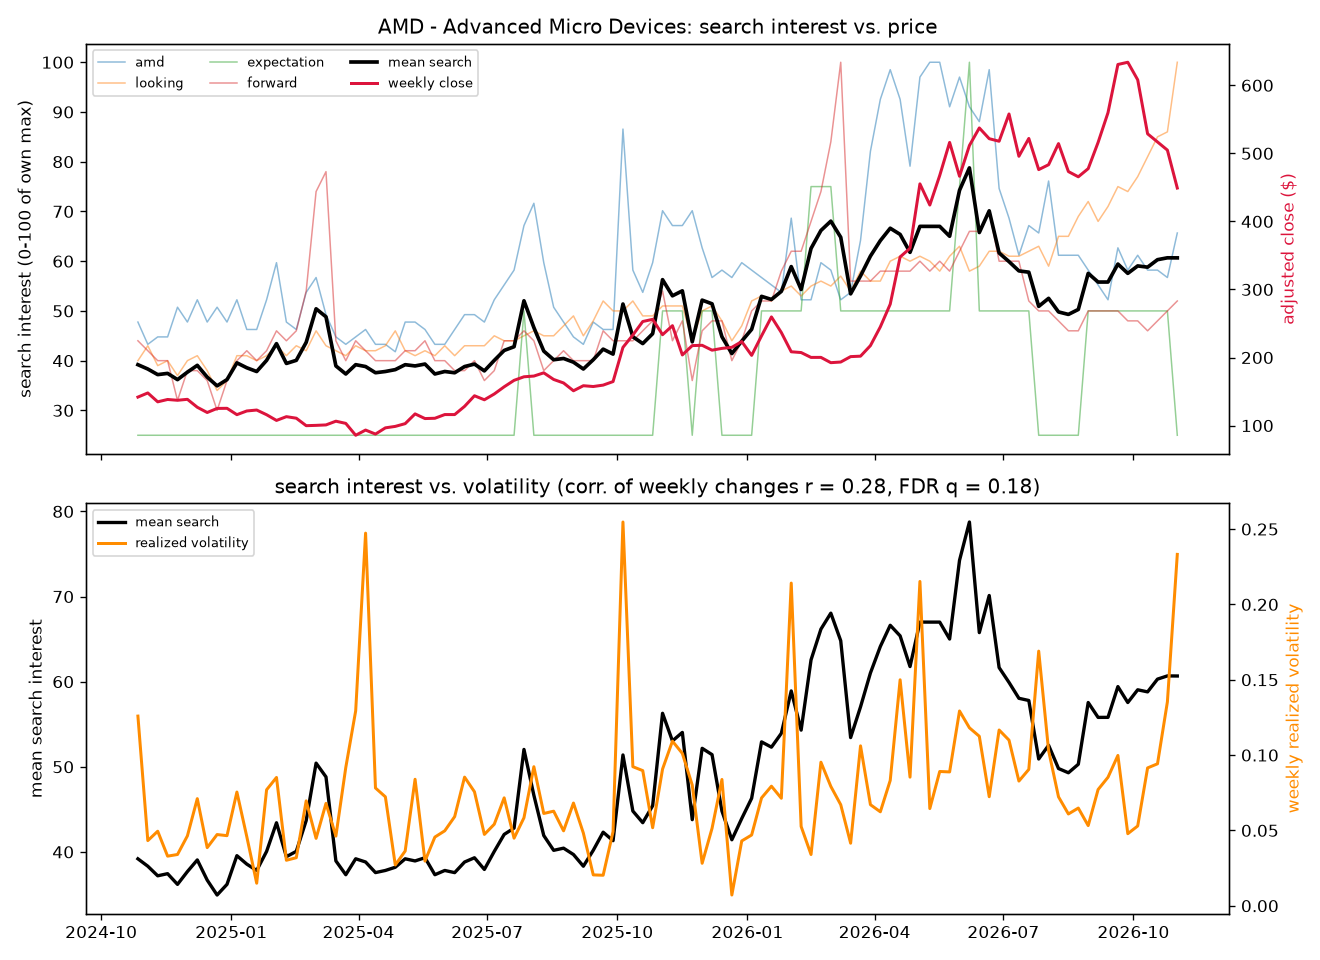 AMD - Advanced Micro Devices: search interest vs. price
amd
looking
expectation
forward
mean search
weekly close
100
90
80
70
60
50
40
30
search interest (0-100 of own max)
600
500
400
300
200
100
adjusted close ($)
search interest vs. volatility (corr. of weekly changes r = 0.28, FDR q = 0.18)
mean search
realized volatility
80
70
60
50
40
mean search interest
0.25
0.20
0.15
0.10
0.05
0.00
weekly realized volatility
2024-10
2025-01
2025-04
2025-07
2025-10
2026-01
2026-04
2026-07
2026-10